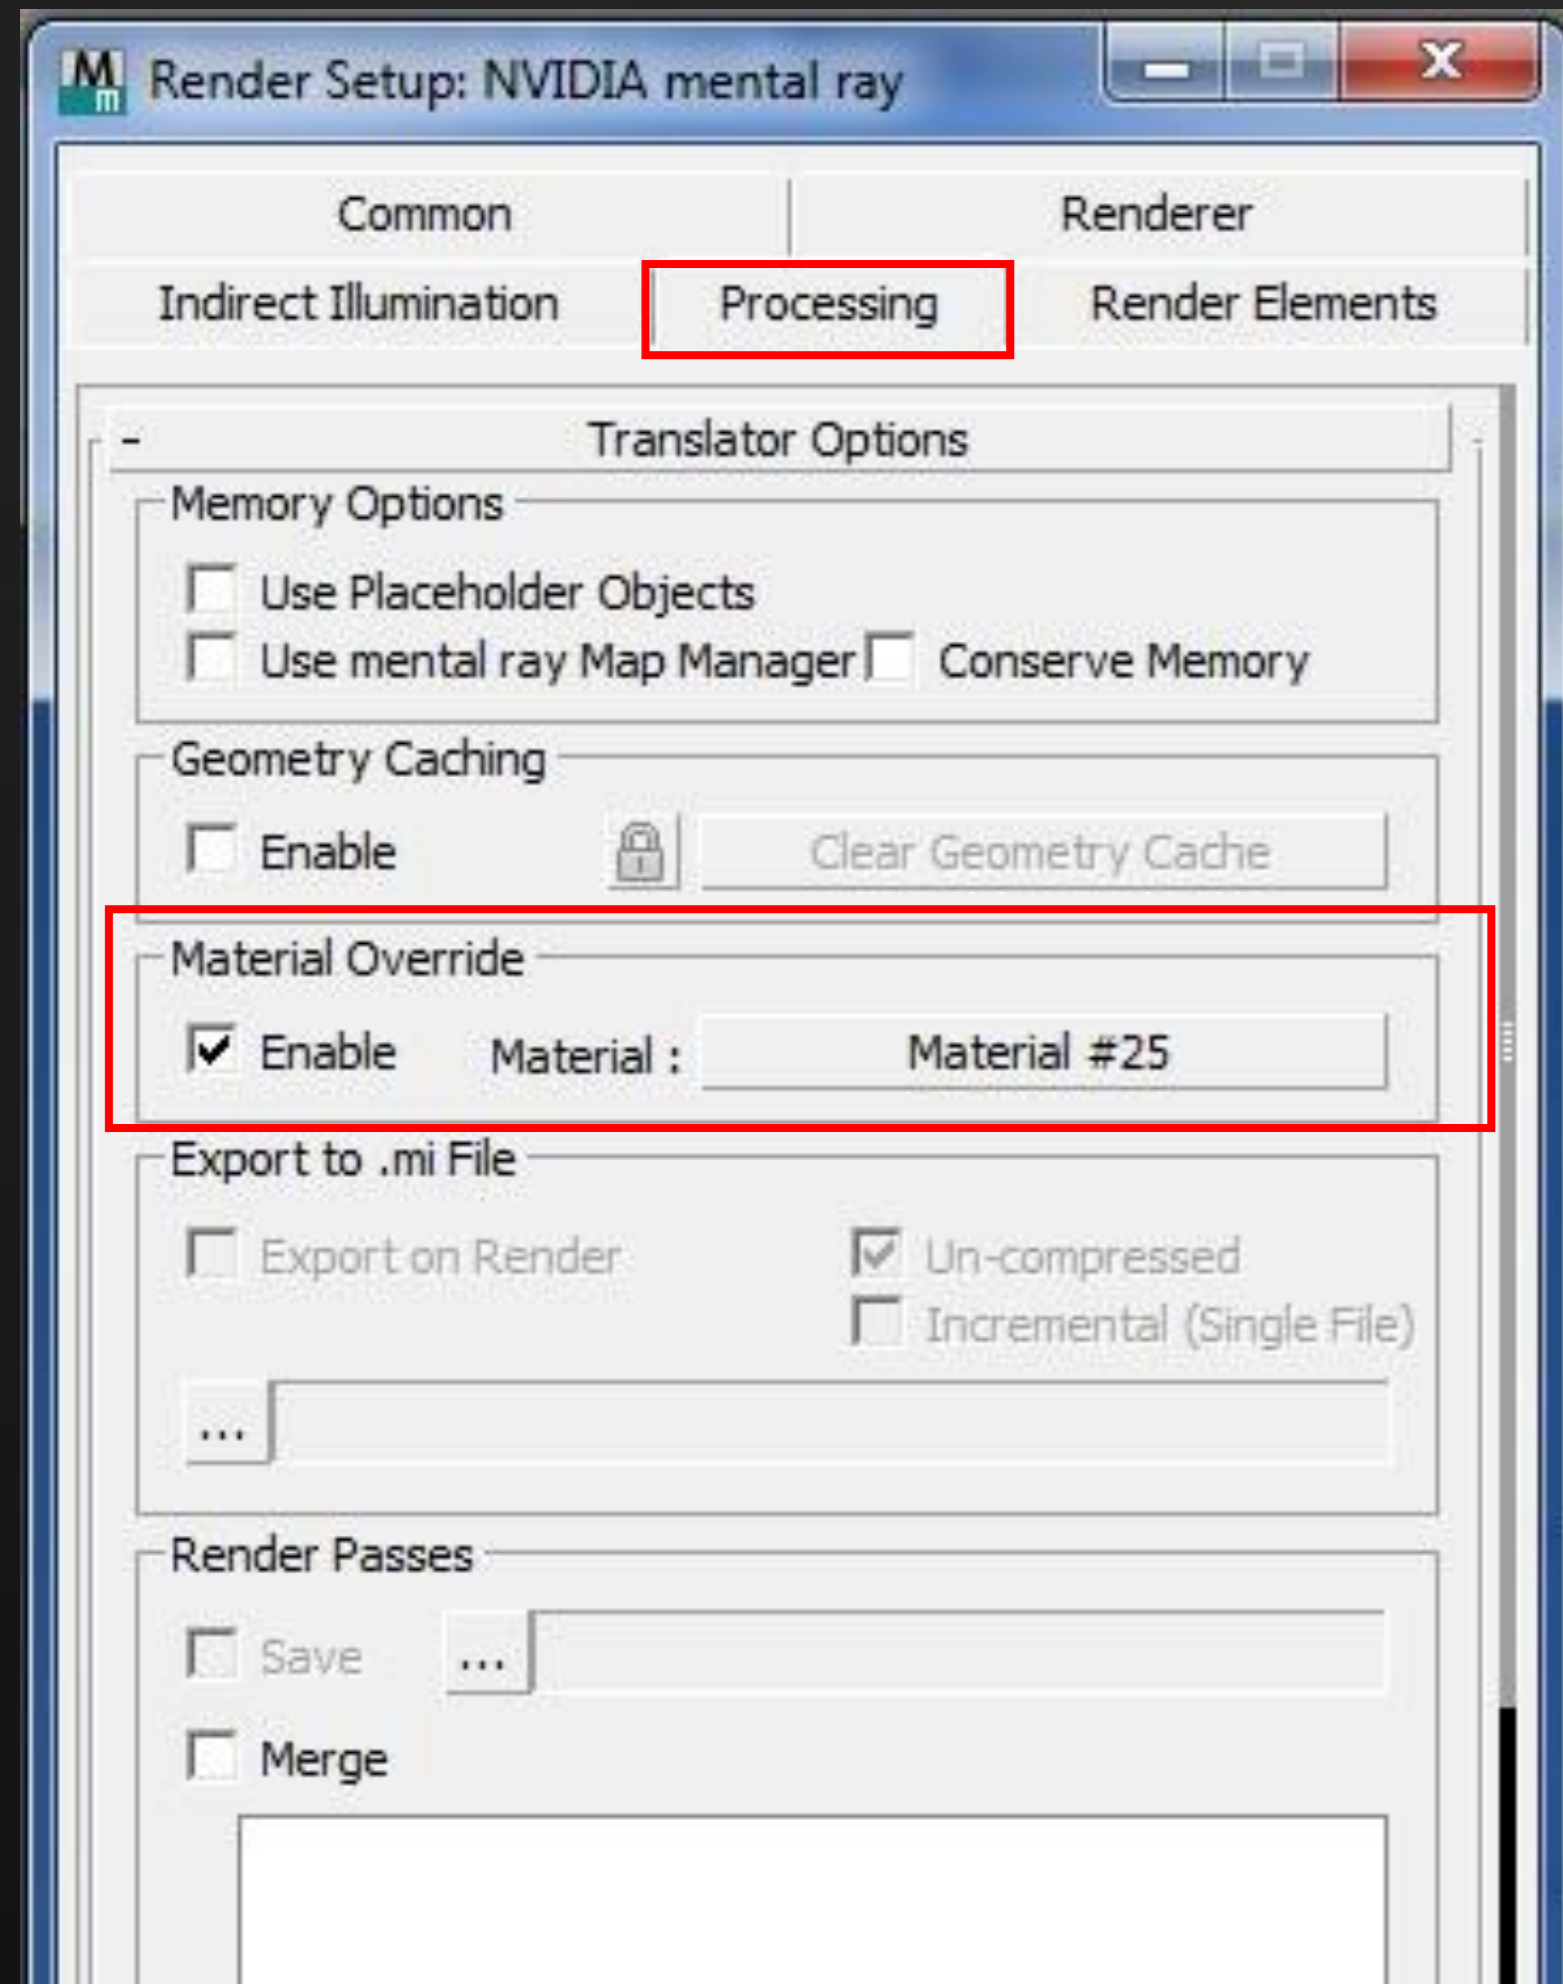 Mm Render Setup: NVIDIA mental ray
Common Renderer
Indirect Illumination Processing Render Elements
- Translator Options
Memory Options
Use Placeholder Objects
Use mental ray Map Manager Conserve Memory
Geometry Caching
Enable Clear Geometry Cache
Material Override
Enable Material : Material #25
Export to .mi File
Export on Render Un-compressed
Incremental (Single File)
...
Render Passes
Save ...
Merge